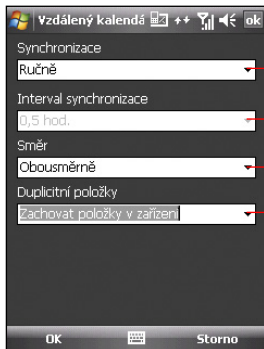 Vzdálený kalendá
ok
Synchronizace
Ručně
Interval synchronizace
0,5 hod.
Směr
Obousměrně
Duplicitní položky
Zachovat položky v zařízení
OK
Storno